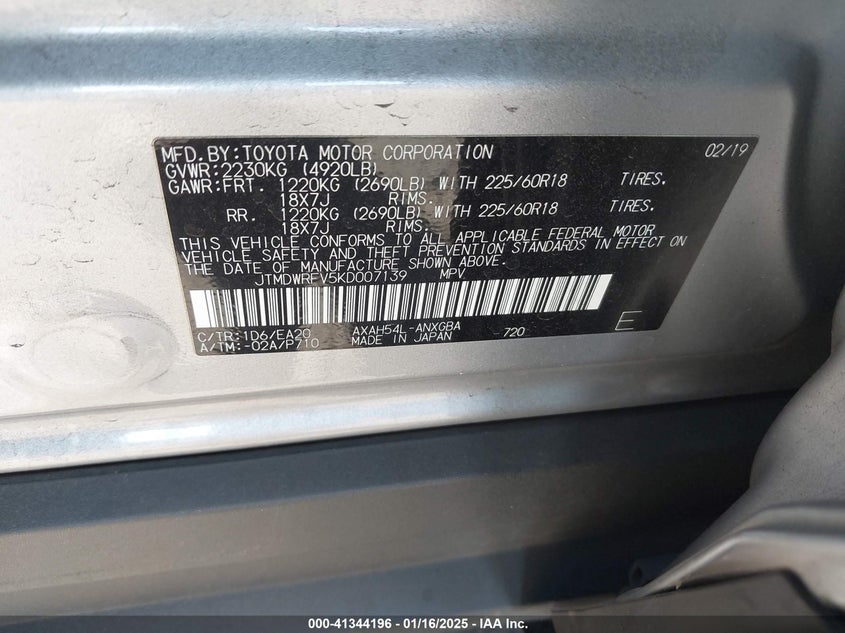 MFD.BY:TOYOTA MOTOR CORPORATION 02/19
GVWR:2230KG (4920LB)
GAWR:FRT. 1220KG (2690LB) WITH 225/60R18 TIRES.
18X7J RIMS.
RR. 1220KG (2690LB) WITH 225/60R18 TIRES.
18X7J RIMS.
THIS VEHICLE CONFORMS TO ALL APPLICABLE FEDERAL MOTOR
VEHICLE SAFETY AND THEFT PREVENTION STANDARDS IN EFFECT ON
THE DATE OF MANUFACTURE SHOWN ABOVE.
JTMDWRFV5KD007139 MPV
C/TR:1D6/EA20 AXAH54L-ANXGBA
A/TM:-02A/P710 MADE IN JAPAN 720 E
000-41344196 - 01/16/2025 - IAA Inc.